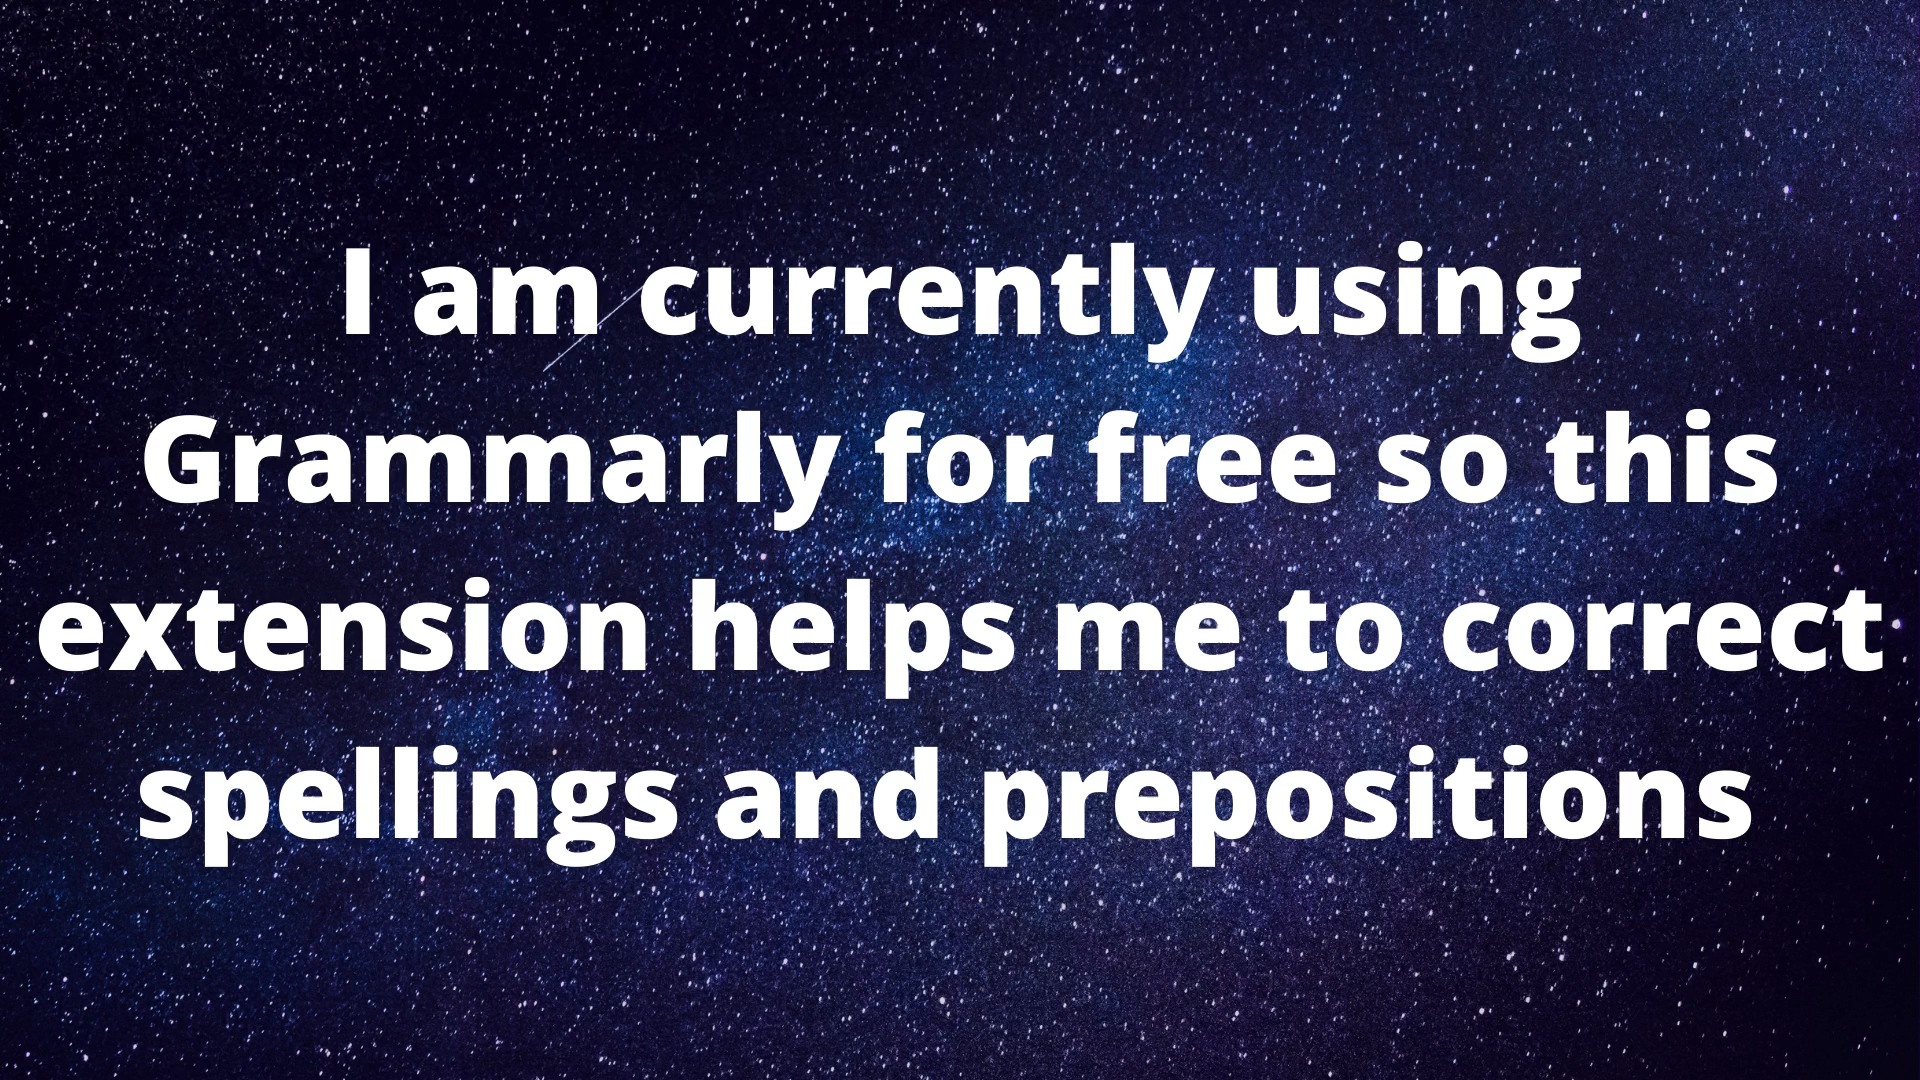 I am currently using
Grammarly for free so this
extension helps me to correct
spellings and prepositions